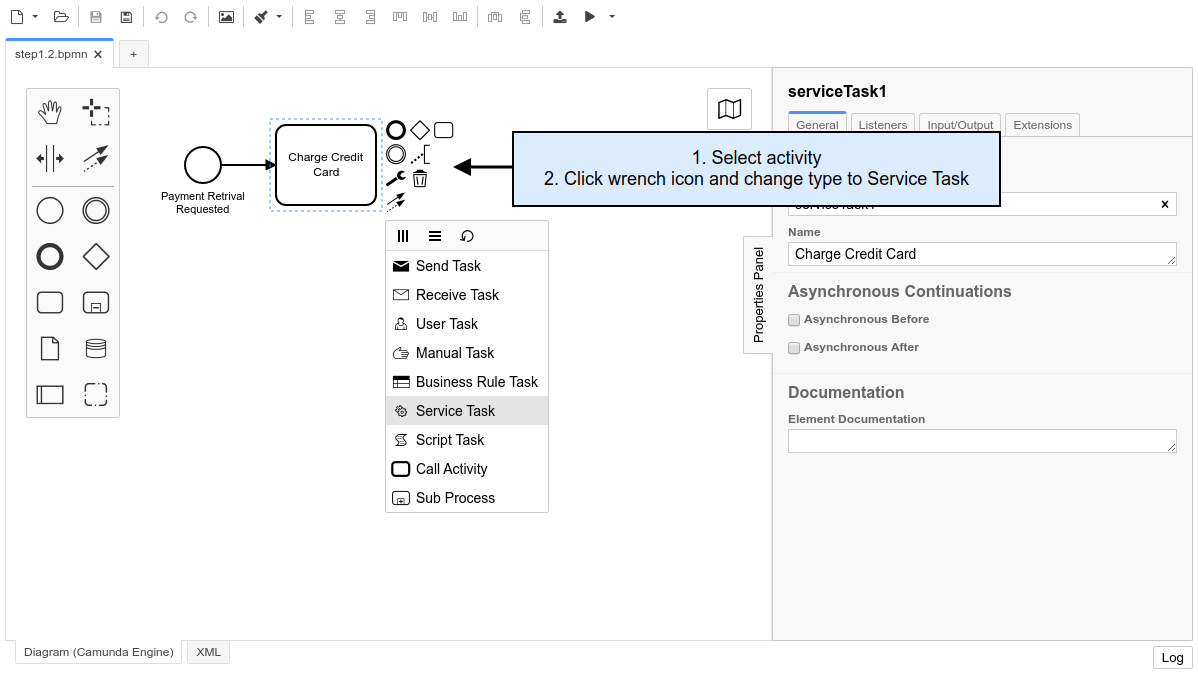 step1.2.bpmn
+
serviceTask1
General
Listeners
Input/Output
Extensions
1. Select activity
2. Click wrench icon and change type to Service Task
Charge Credit
Card
Payment Retrival
Requested
Name
Charge Credit Card
Properties Panel
Asynchronous Continuations
Asynchronous Before
Asynchronous After
Documentation
Element Documentation
Send Task
Receive Task
User Task
Manual Task
Business Rule Task
Service Task
Script Task
Call Activity
Sub Process
Diagram (Camunda Engine)
XML
Log